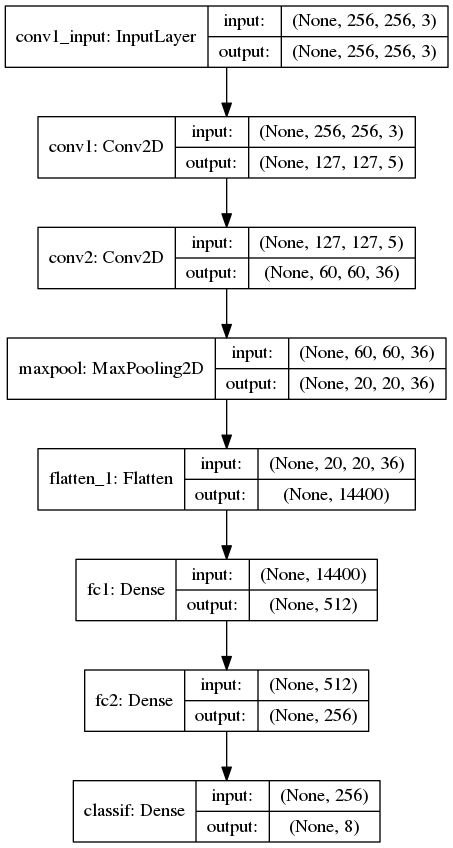 conv1_input: InputLayer
input: (None, 256, 256, 3)
output: (None, 256, 256, 3)
conv1: Conv2D
input: (None, 256, 256, 3)
output: (None, 127, 127, 5)
conv2: Conv2D
input: (None, 127, 127, 5)
output: (None, 60, 60, 36)
maxpool: MaxPooling2D
input: (None, 60, 60, 36)
output: (None, 20, 20, 36)
flatten_1: Flatten
input: (None, 20, 20, 36)
output: (None, 14400)
fc1: Dense
input: (None, 14400)
output: (None, 512)
fc2: Dense
input: (None, 512)
output: (None, 256)
classif: Dense
input: (None, 256)
output: (None, 8)